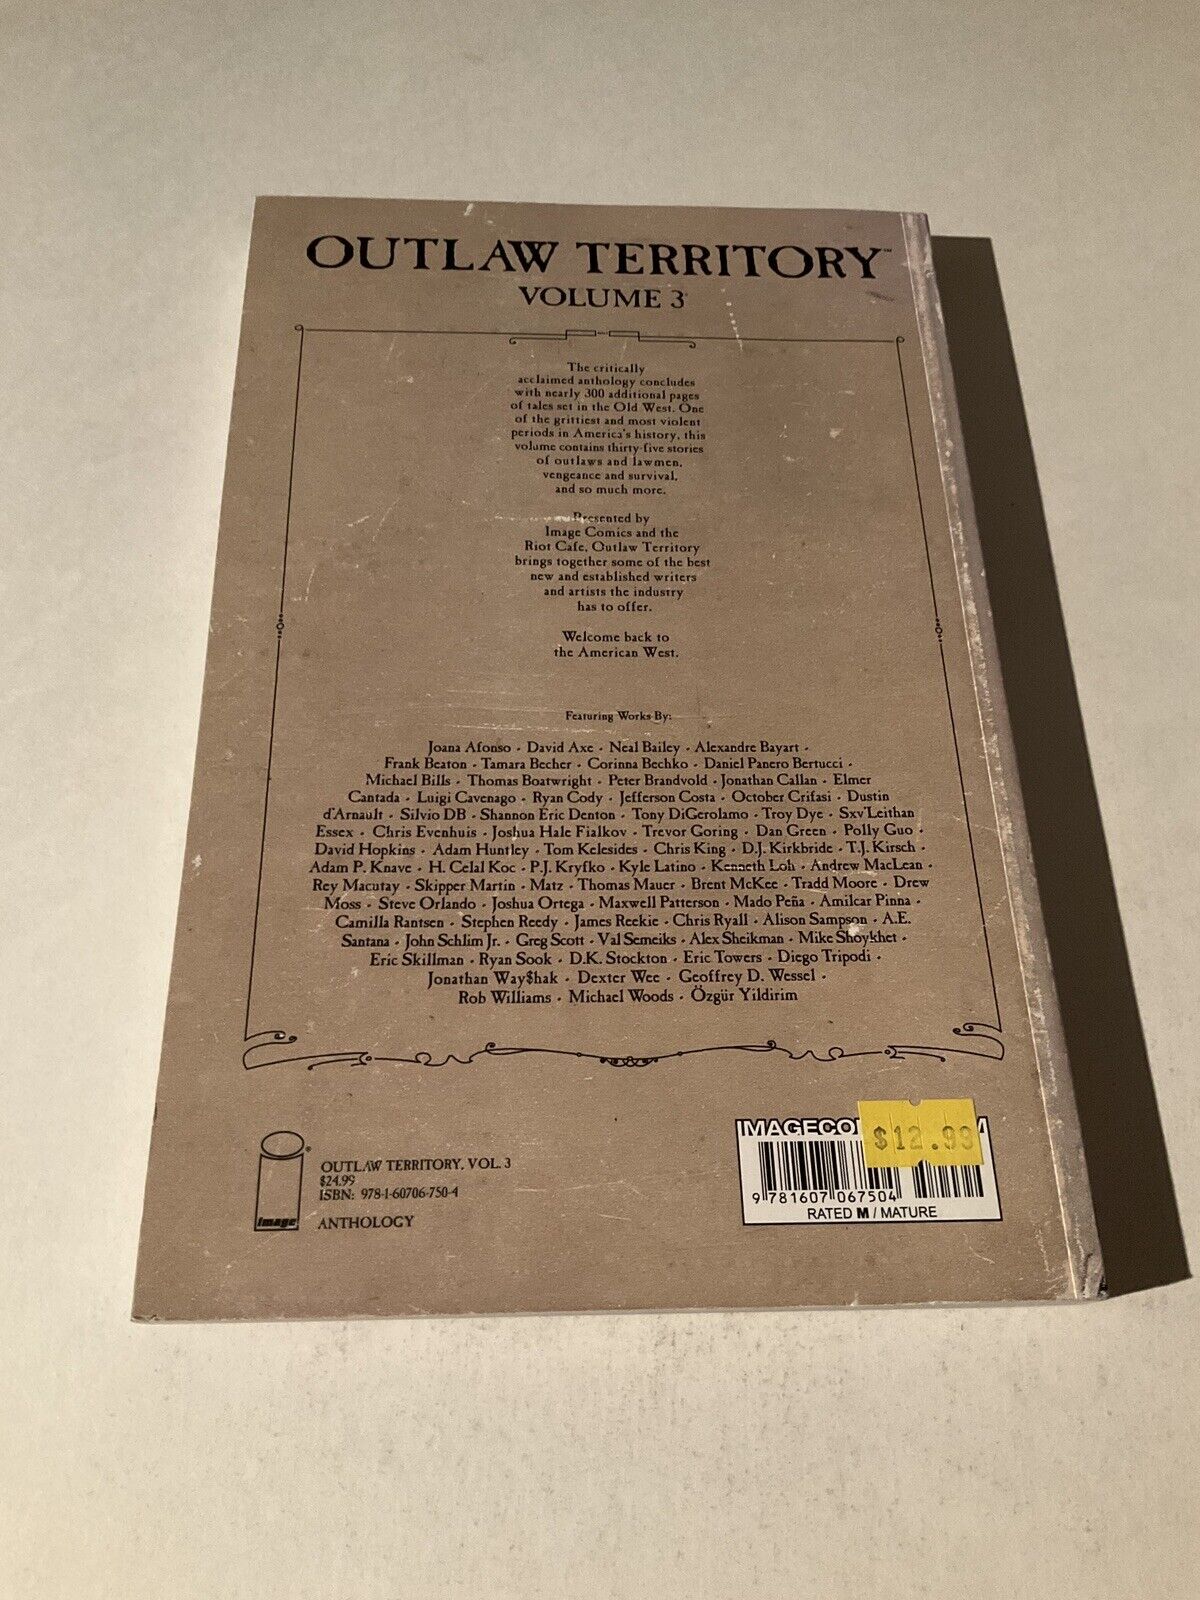 OUTLAW TERRITORY™
VOLUME 3
The critically
acclaimed anthology concludes
with nearly 300 additional pages
of tales set in the Old West. One
of the grittiest and most violent
periods in America's history, this
volume contains thirty-five stories
of outlaws and lawmen,
vengeance and survival,
and so much more.
Presented by
Image Comics and the
Riot Cafe, Outlaw Territory
brings together some of the best
new and established writers
and artists the industry
has to offer.
Welcome back to
the American West.
Featuring Works By:
Joana Afonso • David Axe • Neal Bailey • Alexandre Bayart •
Frank Beaton • Tamara Becher • Corinna Bechko • Daniel Panero Bertucci •
Michael Bills • Thomas Boatwright • Peter Brandvold • Jonathan Callan • Elmer
Cantada • Luigi Cavenago • Ryan Cody • Jefferson Costa • October Crifasi • Dustin
d'Arnault • Silvio DB • Shannon Eric Denton • Tony DiGerolamo • Troy Dye • Sxv'Leithan
Essex • Chris Evenhuis • Joshua Hale Fialkov • Trevor Goring • Dan Green • Polly Guo •
David Hopkins • Adam Huntley • Tom Kelesides • Chris King • D.J. Kirkbride • T.J. Kirsch •
Adam P. Knave • H. Celal Koc • P.J. Kryfko • Kyle Latino • Kenneth Loh • Andrew MacLean •
Rey Macutay • Skipper Martin • Matz • Thomas Mauer • Brent McKee • Tradd Moore • Drew
Moss • Steve Orlando • Joshua Ortega • Maxwell Patterson • Mado Peña • Amilcar Pinna •
Camilla Rantsen • Stephen Reedy • James Reekie • Chris Ryall • Alison Sampson • A.E.
Santana • John Schlim Jr. • Greg Scott • Val Semeiks • Alex Sheikman • Mike Shoykhet •
Eric Skillman • Ryan Sook • D.K. Stockton • Eric Towers • Diego Tripodi •
Jonathan Way$hak • Dexter Wee • Geoffrey D. Wessel •
Rob Williams • Michael Woods • Özgür Yildirim
image®
OUTLAW TERRITORY, VOL. 3
$24.99
ISBN: 978-1-60706-750-4
ANTHOLOGY
$12.99
9 781607 067504
RATED M / MATURE